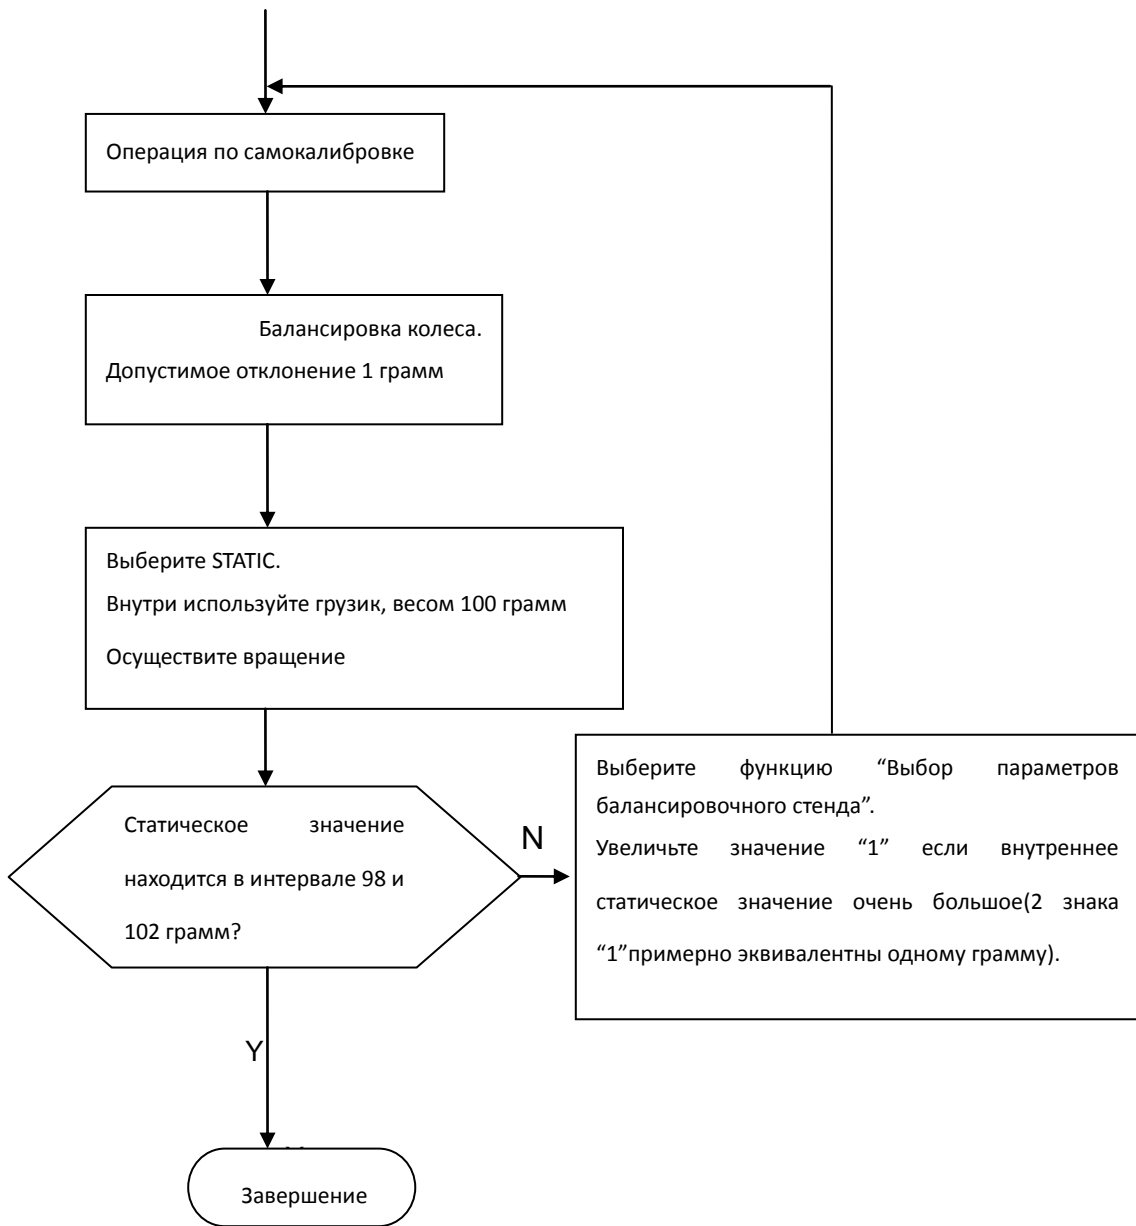 Операция по самокалибровке
Балансировка колеса.
Допустимое отклонение 1 грамм
Выберите STATIC.
Внутри используйте грузик, весом 100 грамм
Осуществите вращение
Статическое значение
находится в интервале 98 и
102 грамм?
N
Выберите функцию “Выбор параметров
балансировочного стенда”.
Увеличьте значение “1” если внутреннее
статическое значение очень большое(2 знака
“1”примерно эквивалентны одному грамму).
Y
Завершение